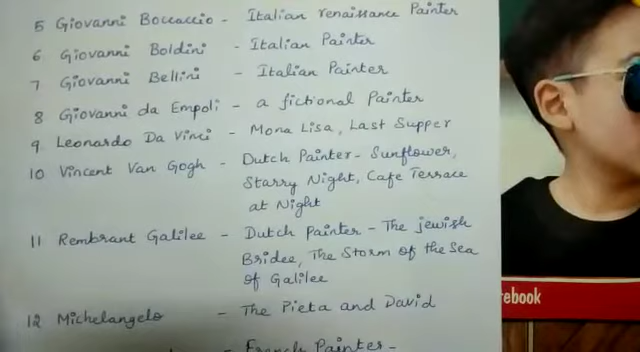 5 Giovanni Boccaccio - Italian renaissance Painter
6 Giovanni Boldini - Italian Painter
7 Giovanni Bellini - Italian Painter
8 Giovanni da Empoli - a fictional Painter
9 Leonardo Da Vinci - Mona Lisa, Last Supper
10 Vincent Van Gogh - Dutch Painter - Sunflower,
Starry Night, Cafe Terrace
at Night
11 Rembrant Galilee - Dutch Painter - The jewish
Bridee, The Storm of the Sea
of Galilee
12 Michelangelo - The Pieta and David
- French Painter -
rebook